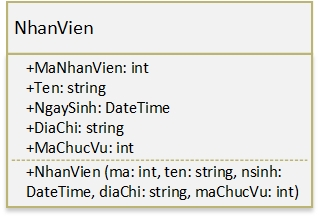 NhanVien
+MaNhanVien: int
+Ten: string
+NgaySinh: DateTime
+DiaChi: string
+MaChucVu: int
+NhanVien (ma: int, ten: string, nsinh:
DateTime, diaChi: string, maChucVu: int)